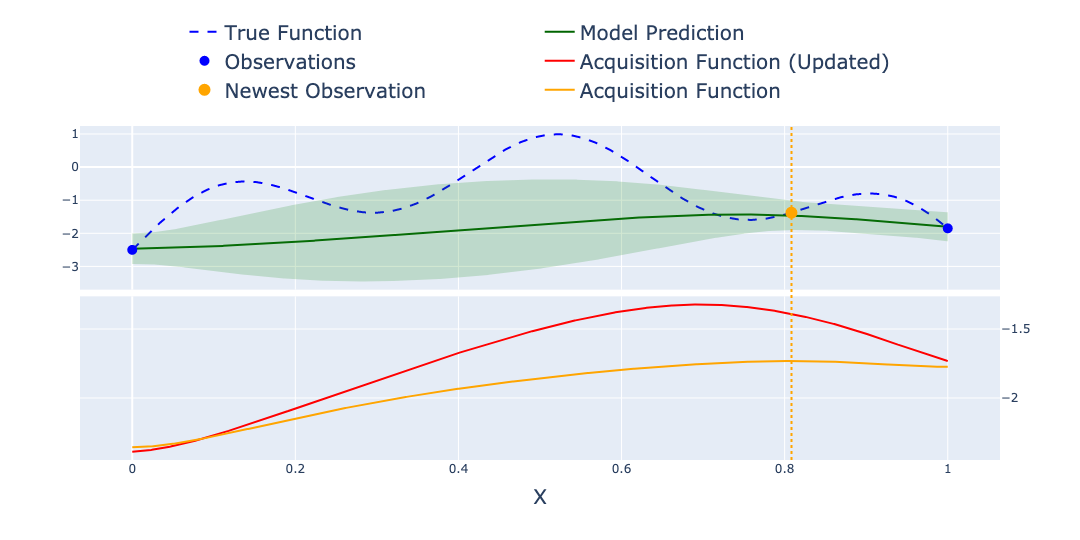 True Function
Model Prediction
Observations
Acquisition Function (Updated)
Newest Observation
Acquisition Function
1
0
−1
−2
−3
−1.5
−2
0
0.2
0.4
0.6
0.8
1
X